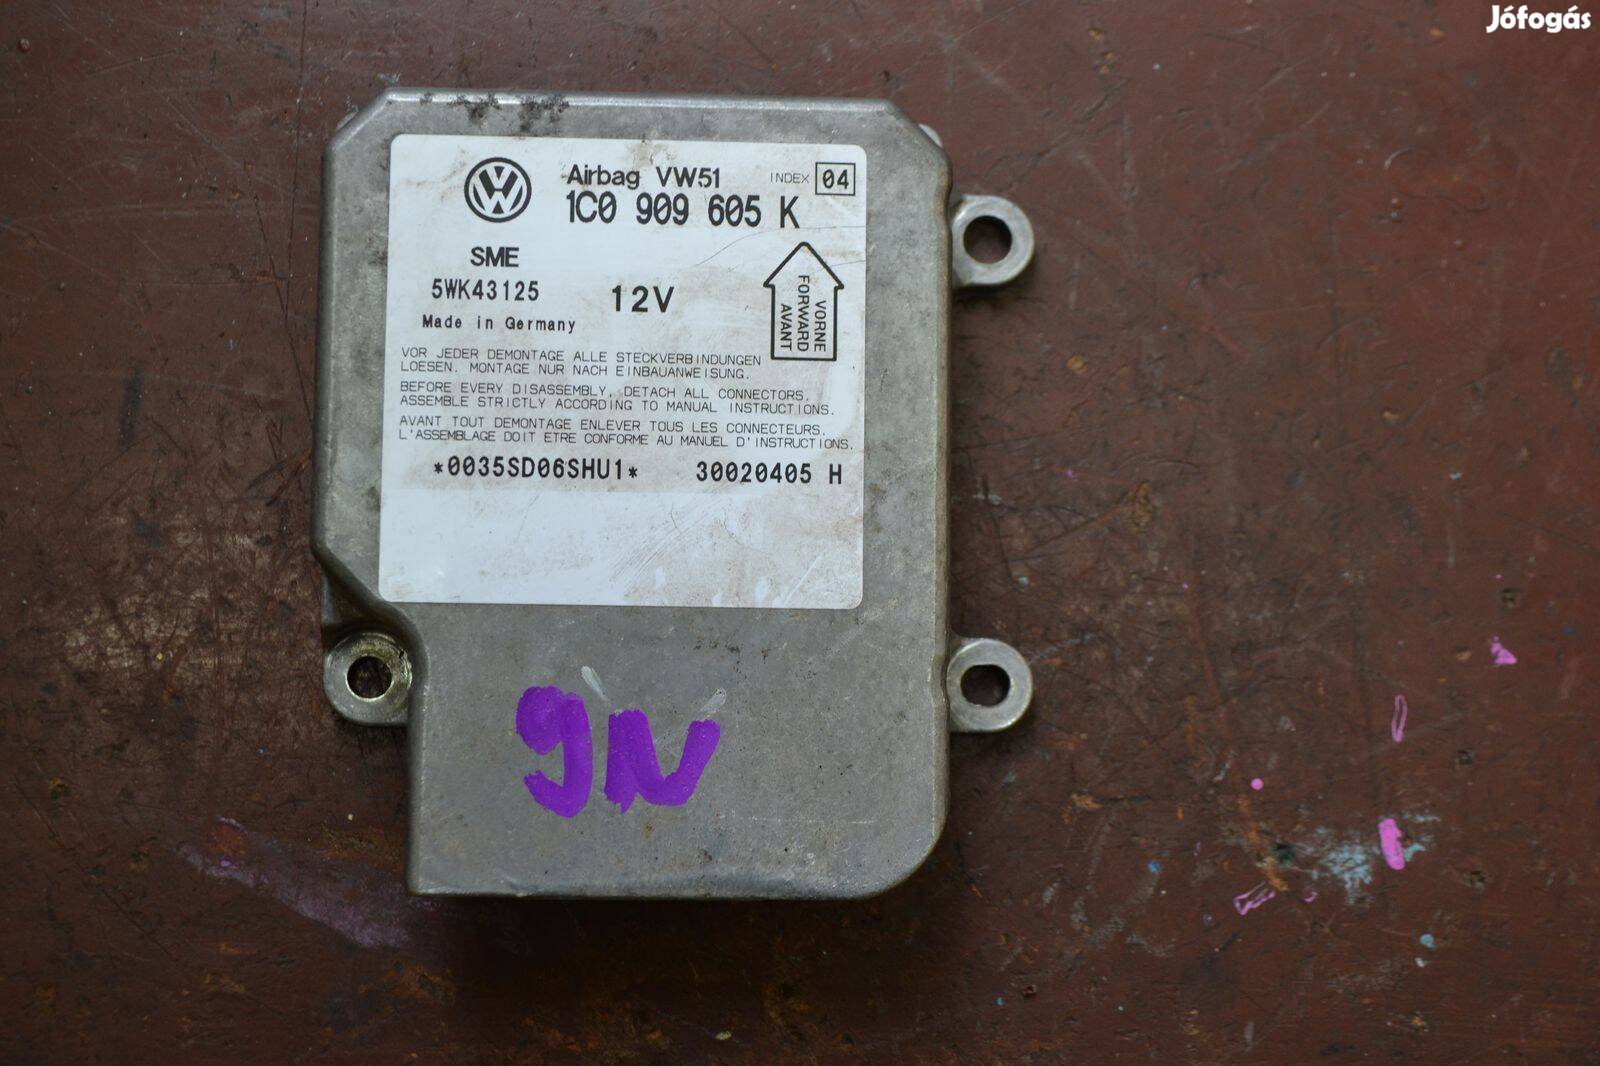 Jófogás
Airbag VW51 INDEX 04
1C0 909 605 K
SME
5WK43125
12V
Made in Germany
VORNE
FORWARD
AVANT
VOR JEDER DEMONTAGE ALLE STECKVERBINDUNGEN
LOESEN. MONTAGE NUR NACH EINBAUANWEISUNG.
BEFORE EVERY DISASSEMBLY, DETACH ALL CONNECTORS.
ASSEMBLE STRICTLY ACCORDING TO MANUAL INSTRUCTIONS.
AVANT TOUT DEMONTAGE ENLEVER TOUS LES CONNECTEURS.
L'ASSEMBLAGE DOIT ETRE CONFORME AU MANUEL D'INSTRUCTIONS.
*0035SD06SHU1* 30020405 H
9N